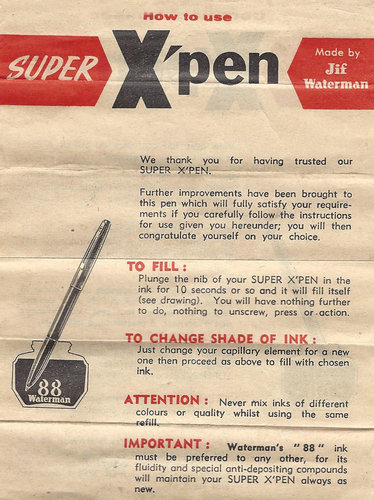 How to use
SUPER X'pen
Made by
Jif
Waterman
We thank you for having trusted our
SUPER X'PEN.
Further improvements have been brought to
this pen which will fully satisfy your require-
ments if you carefully follow the instructions
for use given you hereunder; you will then
congratulate yourself on your choice.
TO FILL :
Plunge the nib of your SUPER X'PEN in the
ink for 10 seconds or so and it will fill itself
(see drawing). You will have nothing further
to do, nothing to unscrew, press or action.
TO CHANGE SHADE OF INK :
Just change your capillary element for a new
one then proceed as above to fill with chosen
ink.
88
Waterman
ATTENTION : Never mix inks of different
colours or quality whilst using the same
refill.
IMPORTANT : Waterman's "88" ink
must be preferred to any other, for its
fluidity and special anti-depositing compounds
will maintain your SUPER X'PEN always as
new.